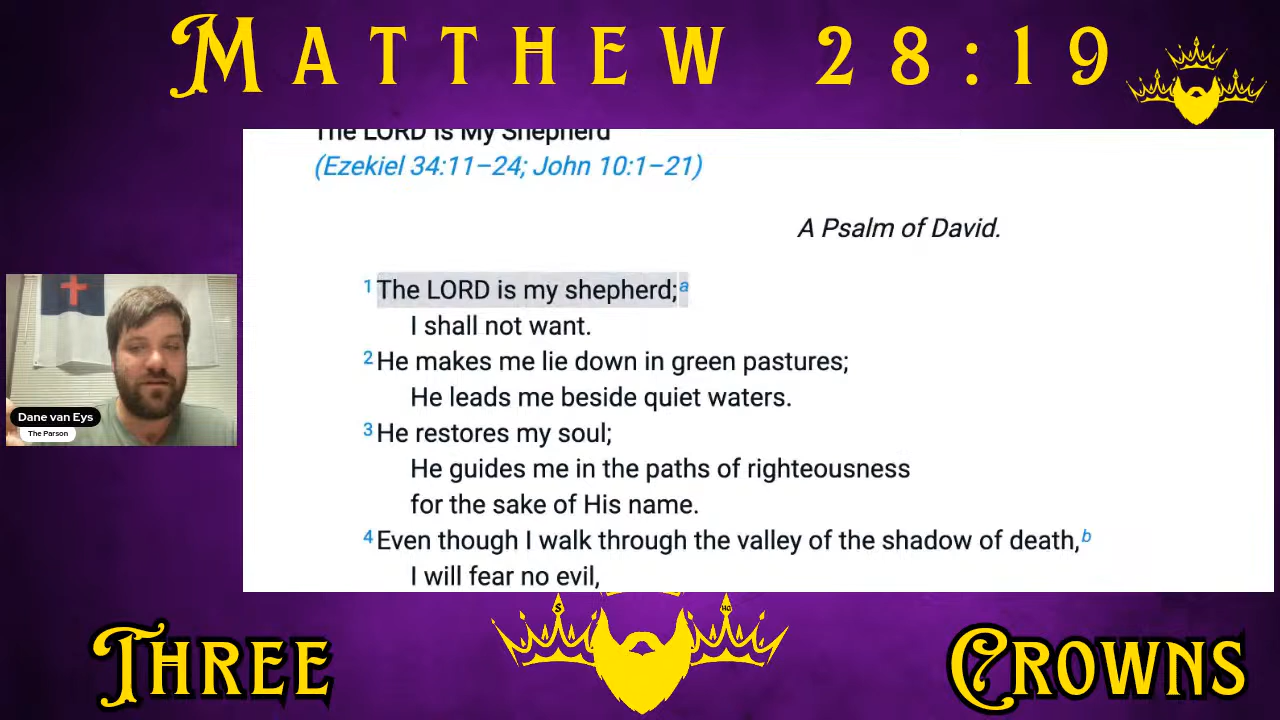 MATTHEW 28:19
The LORD Is My Shepherd
(Ezekiel 34:11–24; John 10:1–21)
A Psalm of David.
1 The LORD is my shepherd;a
I shall not want.
2 He makes me lie down in green pastures;
He leads me beside quiet waters.
3 He restores my soul;
He guides me in the paths of righteousness
for the sake of His name.
4 Even though I walk through the valley of the shadow of death,b
I will fear no evil,
Dane van Eys
The Parson
S HG
THREE CROWNS